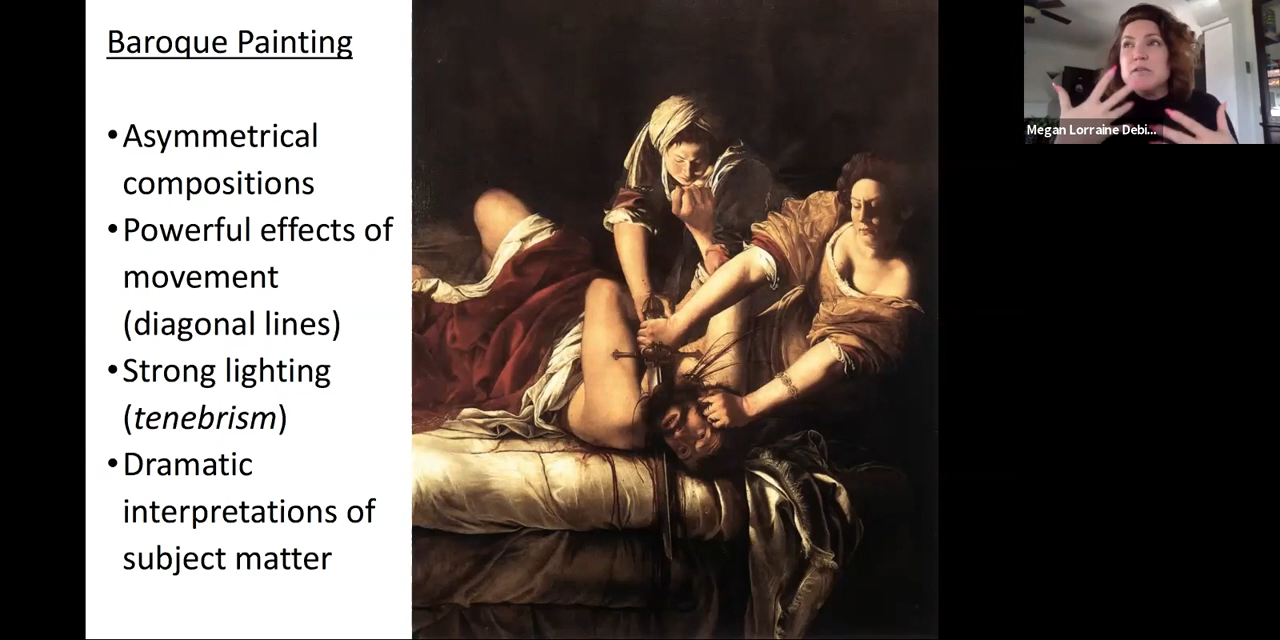 Baroque Painting
•Asymmetrical
compositions
•Powerful effects of
movement
(diagonal lines)
•Strong lighting
(tenebrism)
•Dramatic
interpretations of
subject matter
Megan Lorraine Debi...